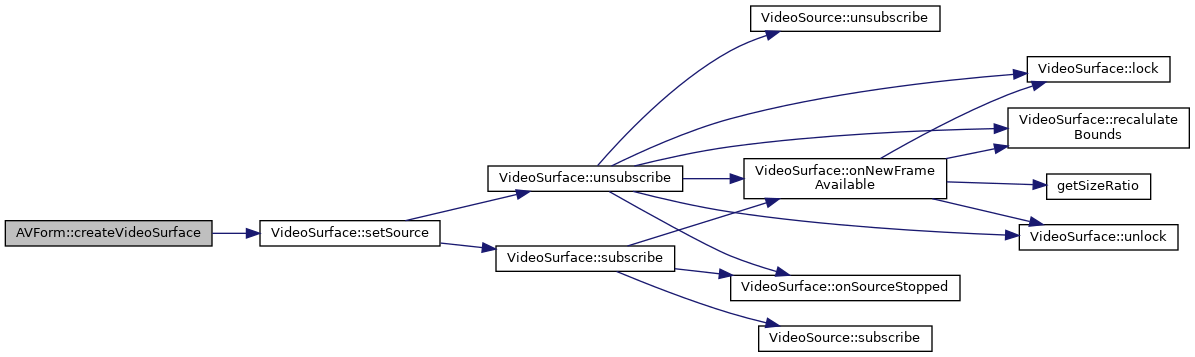 AVForm::createVideoSurface
VideoSurface::setSource
VideoSurface::unsubscribe
VideoSurface::subscribe
VideoSource::unsubscribe
VideoSurface::onNewFrame
Available
VideoSurface::onSourceStopped
VideoSource::subscribe
VideoSurface::lock
VideoSurface::recalulate
Bounds
getSizeRatio
VideoSurface::unlock